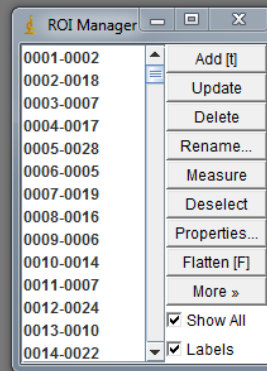 ROI Manager
0001-0002
0002-0018
0003-0007
0004-0017
0005-0028
0006-0005
0007-0019
0008-0016
0009-0006
0010-0014
0011-0007
0012-0024
0013-0010
0014-0022
Add [t]
Update
Delete
Rename...
Measure
Deselect
Properties...
Flatten [F]
More »
Show All
Labels